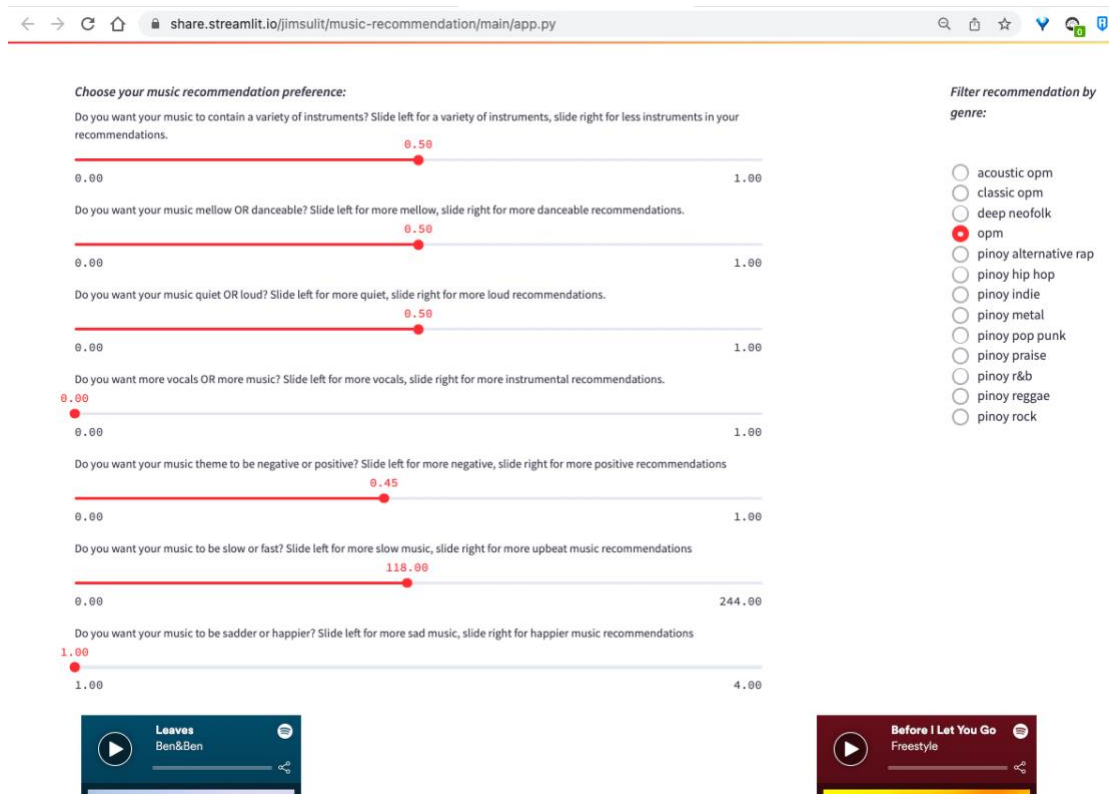 share.streamlit.io/jimsulit/music-recommendation/main/app.py
0
Choose your music recommendation preference:
Do you want your music to contain a variety of instruments? Slide left for a variety of instruments, slide right for less instruments in your
recommendations.
0.50
0.00 1.00
Do you want your music mellow OR danceable? Slide left for more mellow, slide right for more danceable recommendations.
0.50
0.00 1.00
Do you want your music quiet OR loud? Slide left for more quiet, slide right for more loud recommendations.
0.50
0.00 1.00
Do you want more vocals OR more music? Slide left for more vocals, slide right for more instrumental recommendations.
0.00
0.00 1.00
Do you want your music theme to be negative or positive? Slide left for more negative, slide right for more positive recommendations
0.45
0.00 1.00
Do you want your music to be slow or fast? Slide left for more slow music, slide right for more upbeat music recommendations
118.00
0.00 244.00
Do you want your music to be sadder or happier? Slide left for more sad music, slide right for happier music recommendations
1.00
1.00 4.00
Filter recommendation by
genre:
acoustic opm
classic opm
deep neofolk
opm
pinoy alternative rap
pinoy hip hop
pinoy indie
pinoy metal
pinoy pop punk
pinoy praise
pinoy r&b
pinoy reggae
pinoy rock
Leaves
Ben&Ben
Before I Let You Go
Freestyle